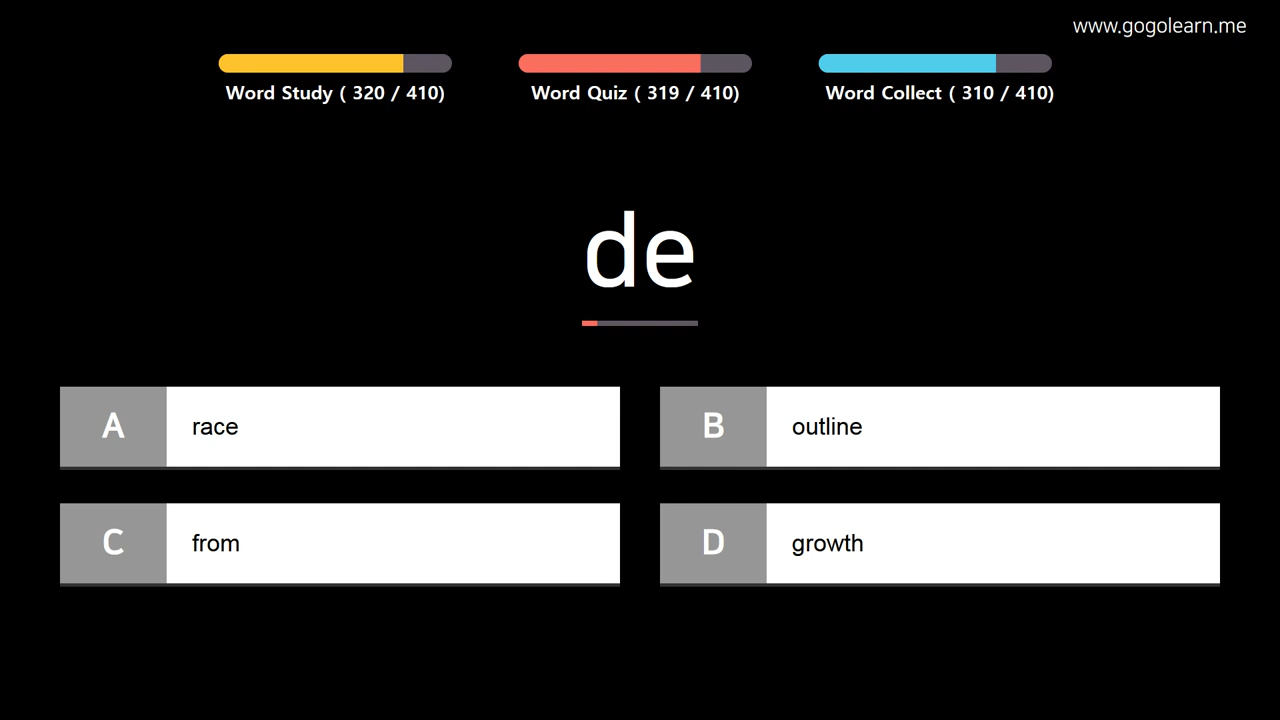 www.gogolearn.me
Word Study ( 320 / 410)
Word Quiz ( 319 / 410)
Word Collect ( 310 / 410)
de
A race
B outline
C from
D growth